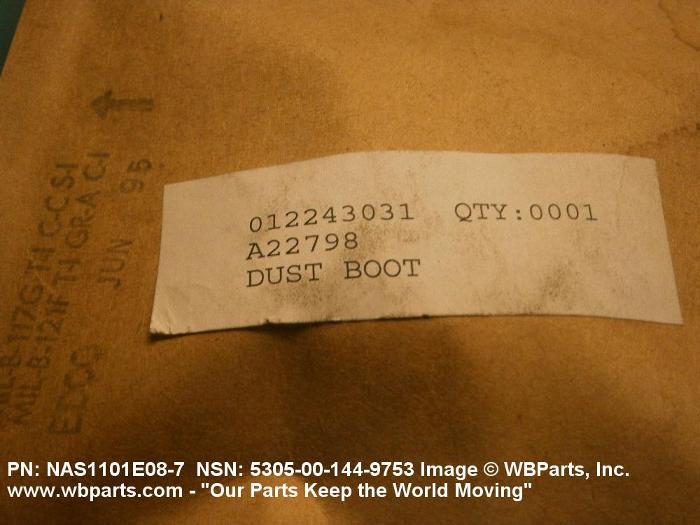 012243031 QTY:0001
A22798
DUST BOOT
MIL-B-117G T-I C-C S-I
MIL-B-121F T-I GR-A C-I
JUN 95
PN: NAS1101E08-7 NSN: 5305-00-144-9753 Image © WBParts, Inc.
www.wbparts.com - "Our Parts Keep the World Moving"